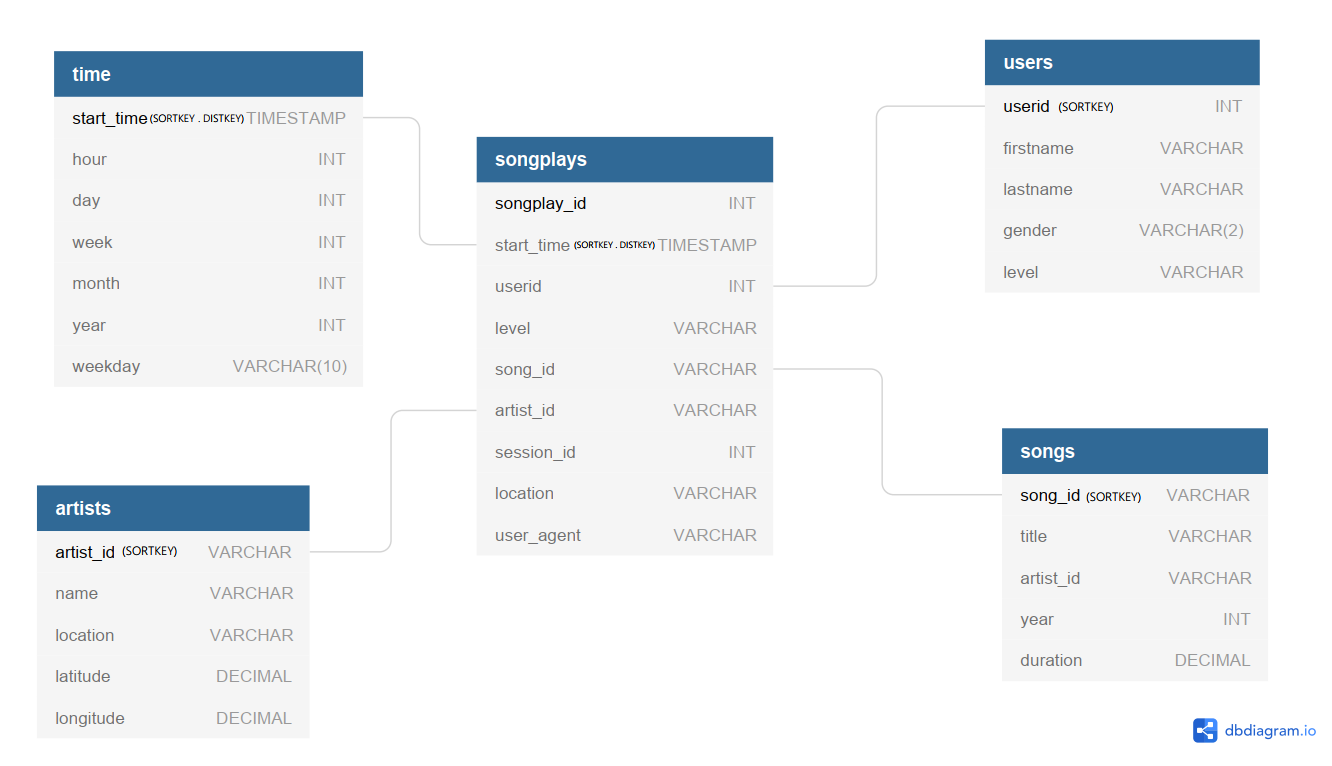 time
start_time (SORTKEY . DISTKEY) TIMESTAMP
hour INT
day INT
week INT
month INT
year INT
weekday VARCHAR(10)
songplays
songplay_id INT
start_time (SORTKEY . DISTKEY) TIMESTAMP
userid INT
level VARCHAR
song_id VARCHAR
artist_id VARCHAR
session_id INT
location VARCHAR
user_agent VARCHAR
users
userid (SORTKEY) INT
firstname VARCHAR
lastname VARCHAR
gender VARCHAR(2)
level VARCHAR
artists
artist_id (SORTKEY) VARCHAR
name VARCHAR
location VARCHAR
latitude DECIMAL
longitude DECIMAL
songs
song_id (SORTKEY) VARCHAR
title VARCHAR
artist_id VARCHAR
year INT
duration DECIMAL
dbdiagram.io